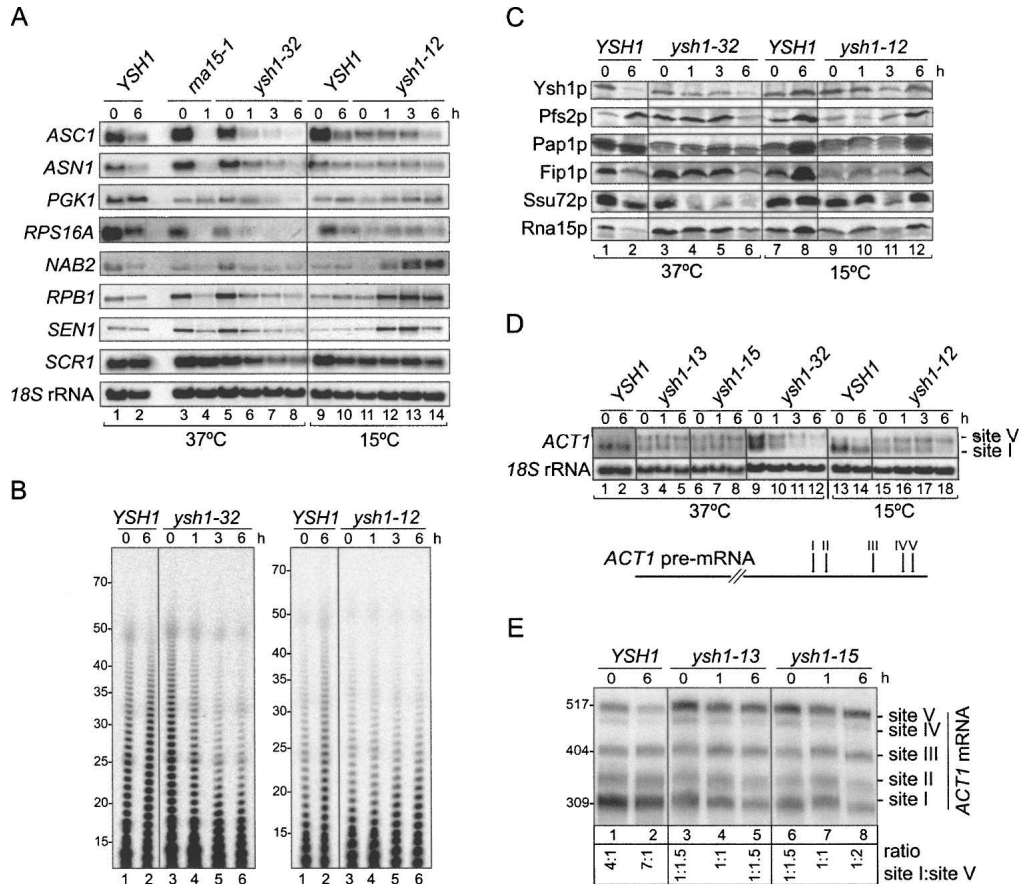 A
YSH1 rna15-1 ysh1-32 YSH1 ysh1-12
0 6 0 1 0 1 3 6 0 6 0 1 3 6 h
ASC1
ASN1
PGK1
RPS16A
NAB2
RPB1
SEN1
SCR1
18S rRNA
1 2 3 4 5 6 7 8 9 10 11 12 13 14
37ºC 15ºC
B
YSH1 ysh1-32 YSH1 ysh1-12
0 6 0 1 3 6 h 0 6 0 1 3 6 h
70 70
60 60
50 50
40 40
35 35
30 30
25 25
20 20
15 15
1 2 3 4 5 6 1 2 3 4 5 6
C
YSH1 ysh1-32 YSH1 ysh1-12
0 6 0 1 3 6 0 6 0 1 3 6 h
Ysh1p
Pfs2p
Pap1p
Fip1p
Ssu72p
Rna15p
1 2 3 4 5 6 7 8 9 10 11 12
37ºC 15ºC
D
YSH1 ysh1-13 ysh1-15 ysh1-32 YSH1 ysh1-12
0 6 0 1 6 0 1 6 0 1 3 6 0 6 0 1 3 6 h
ACT1
site V
site I
18S rRNA
1 2 3 4 5 6 7 8 9 10 11 12 13 14 15 16 17 18
37ºC 15ºC
I II III IV V
ACT1 pre-mRNA
E
YSH1 ysh1-13 ysh1-15
0 6 0 1 6 0 1 6 h
517
404
309
site V
site IV
site III
site II
site I
ACT1 mRNA
1 2 3 4 5 6 7 8
4:1 7:1 1:1.5 1:1 1:1.5 1:1.5 1:1 1:2
ratio
site I:site V